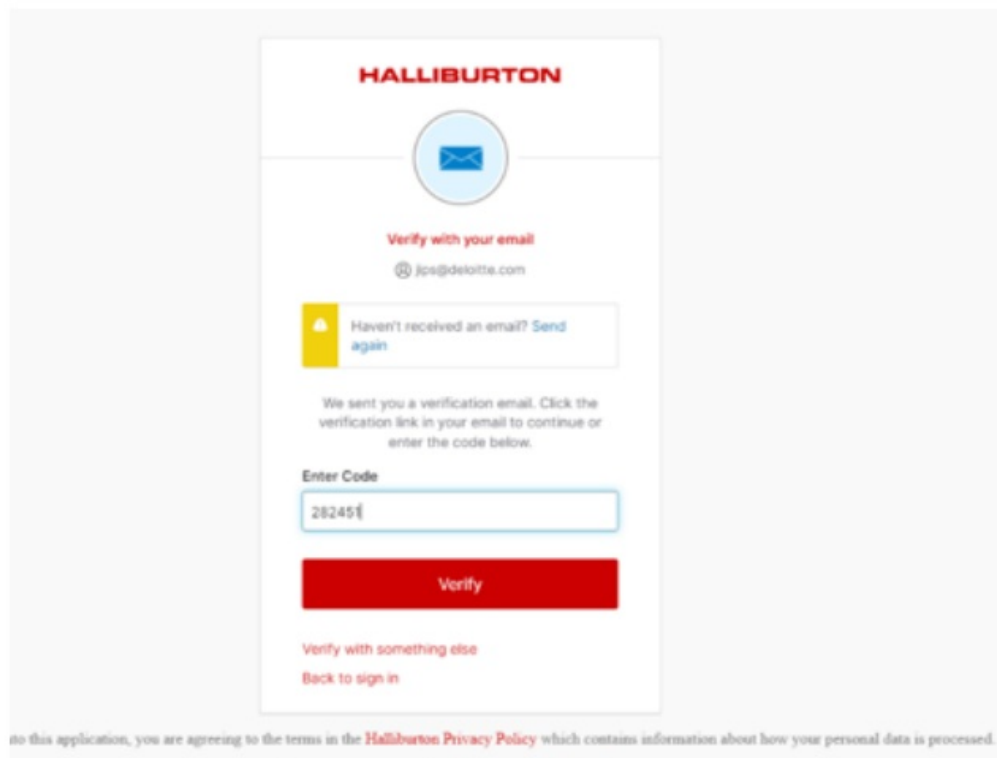 HALLIBURTON
Verify with your email
jips@deloitte.com
Haven't received an email? Send
again
We sent you a verification email. Click the
verification link in your email to continue or
enter the code below.
Enter Code
282451
Verify
Verify with something else
Back to sign in
to this application, you are agreeing to the terms in the Halliburton Privacy Policy which contains information about how your personal data is processed.